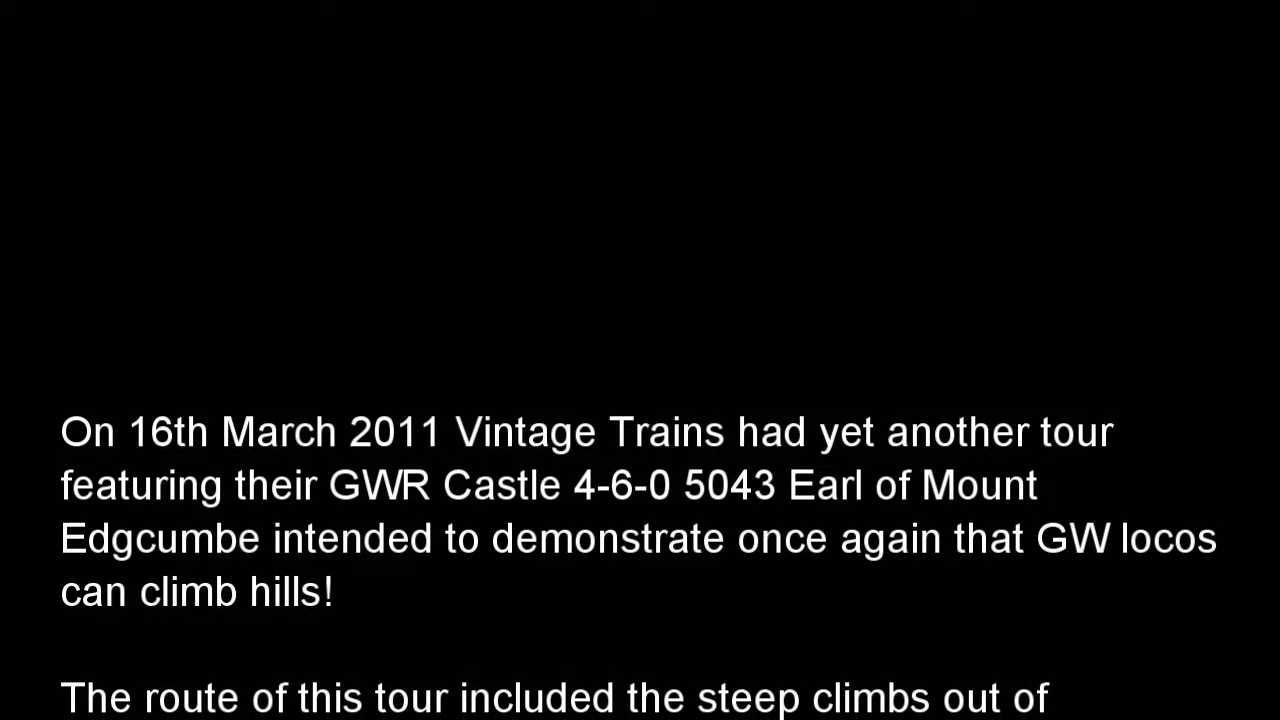 On 16th March 2011 Vintage Trains had yet another tour
featuring their GWR Castle 4-6-0 5043 Earl of Mount
Edgcumbe intended to demonstrate once again that GW locos
can climb hills!
The route of this tour included the steep climbs out of